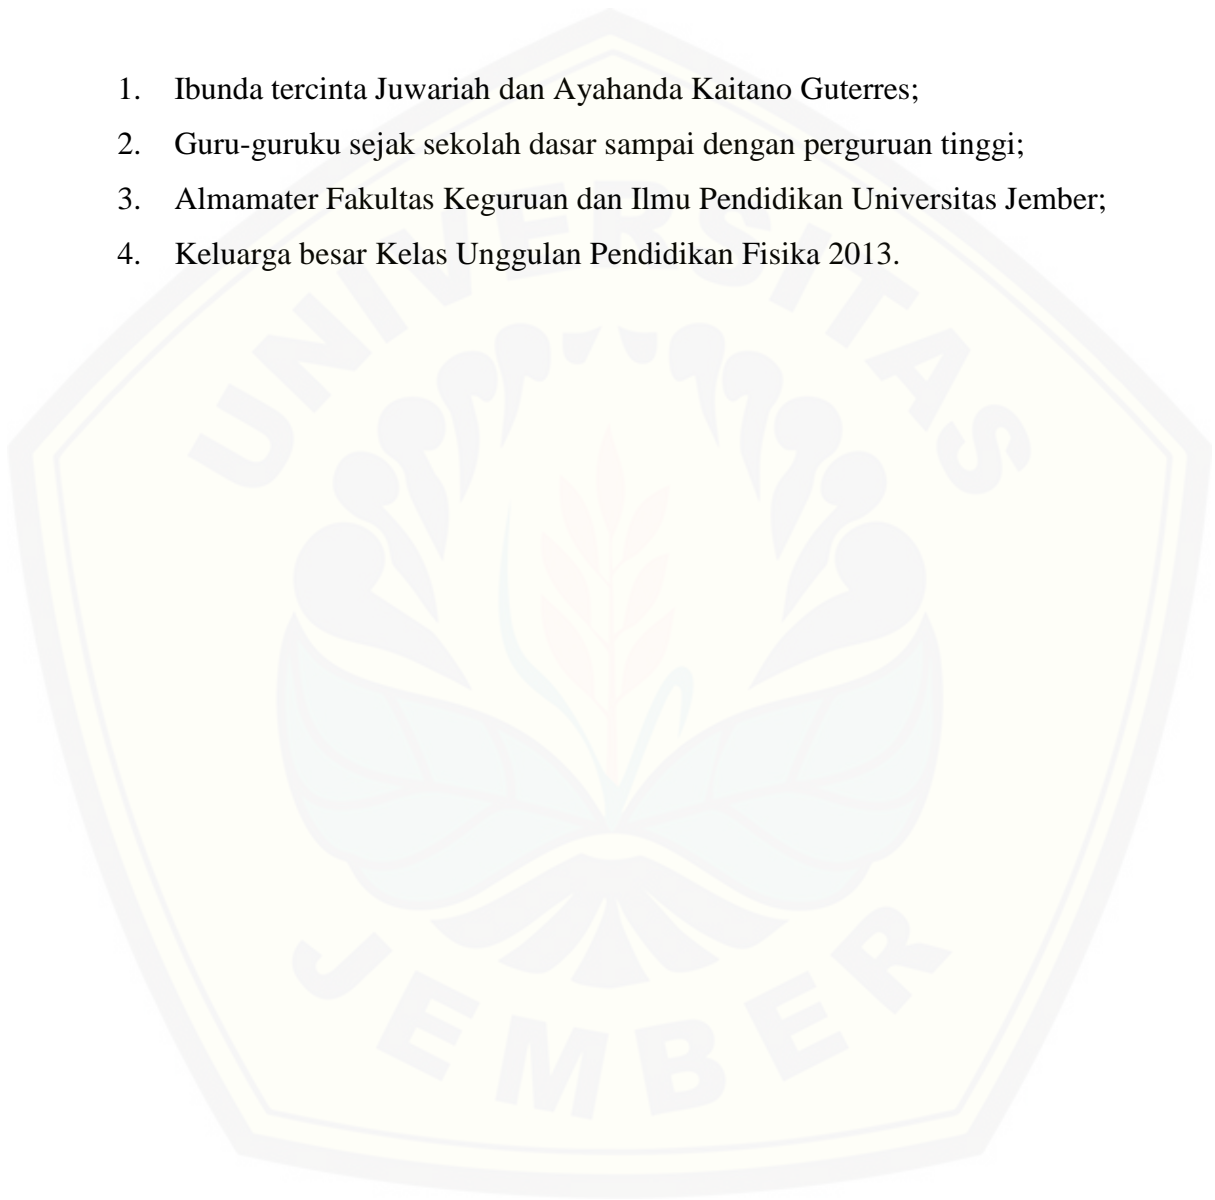 1. Ibunda tercinta Juwariah dan Ayahanda Kaitano Guterres;
2. Guru-guruku sejak sekolah dasar sampai dengan perguruan tinggi;
3. Almamater Fakultas Keguruan dan Ilmu Pendidikan Universitas Jember;
4. Keluarga besar Kelas Unggulan Pendidikan Fisika 2013.
UNIVERSITAS
JEMBER